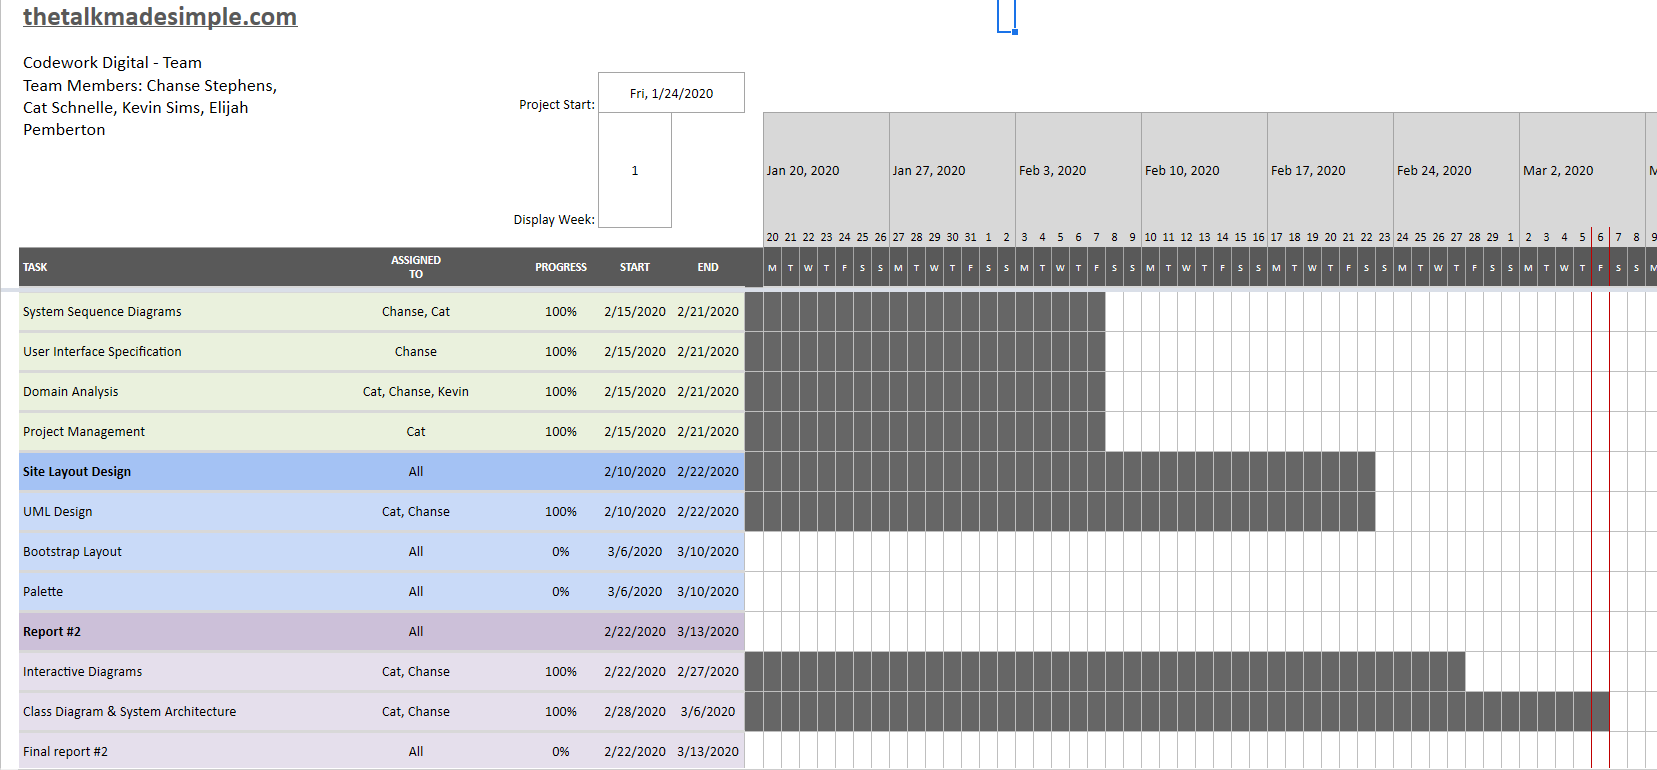 thetalkmadesimple.com
Codework Digital - Team
Team Members: Chanse Stephens,
Cat Schnelle, Kevin Sims, Elijah
Pemberton
Project Start: Fri, 1/24/2020
Display Week: 1
Jan 20, 2020 Jan 27, 2020 Feb 3, 2020 Feb 10, 2020 Feb 17, 2020 Feb 24, 2020 Mar 2, 2020 M
20 21 22 23 24 25 26 27 28 29 30 31 1 2 3 4 5 6 7 8 9 10 11 12 13 14 15 16 17 18 19 20 21 22 23 24 25 26 27 28 29 1 2 3 4 5 6 7 8 9
TASK ASSIGNED TO PROGRESS START END M T W T F S S M T W T F S S M T W T F S S M T W T F S S M T W T F S S M T W T F S S M T W T F S S M
System Sequence Diagrams Chanse, Cat 100% 2/15/2020 2/21/2020
User Interface Specification Chanse 100% 2/15/2020 2/21/2020
Domain Analysis Cat, Chanse, Kevin 100% 2/15/2020 2/21/2020
Project Management Cat 100% 2/15/2020 2/21/2020
Site Layout Design All 2/10/2020 2/22/2020
UML Design Cat, Chanse 100% 2/10/2020 2/22/2020
Bootstrap Layout All 0% 3/6/2020 3/10/2020
Palette All 0% 3/6/2020 3/10/2020
Report #2 All 2/22/2020 3/13/2020
Interactive Diagrams Cat, Chanse 100% 2/22/2020 2/27/2020
Class Diagram & System Architecture Cat, Chanse 100% 2/28/2020 3/6/2020
Final report #2 All 0% 2/22/2020 3/13/2020